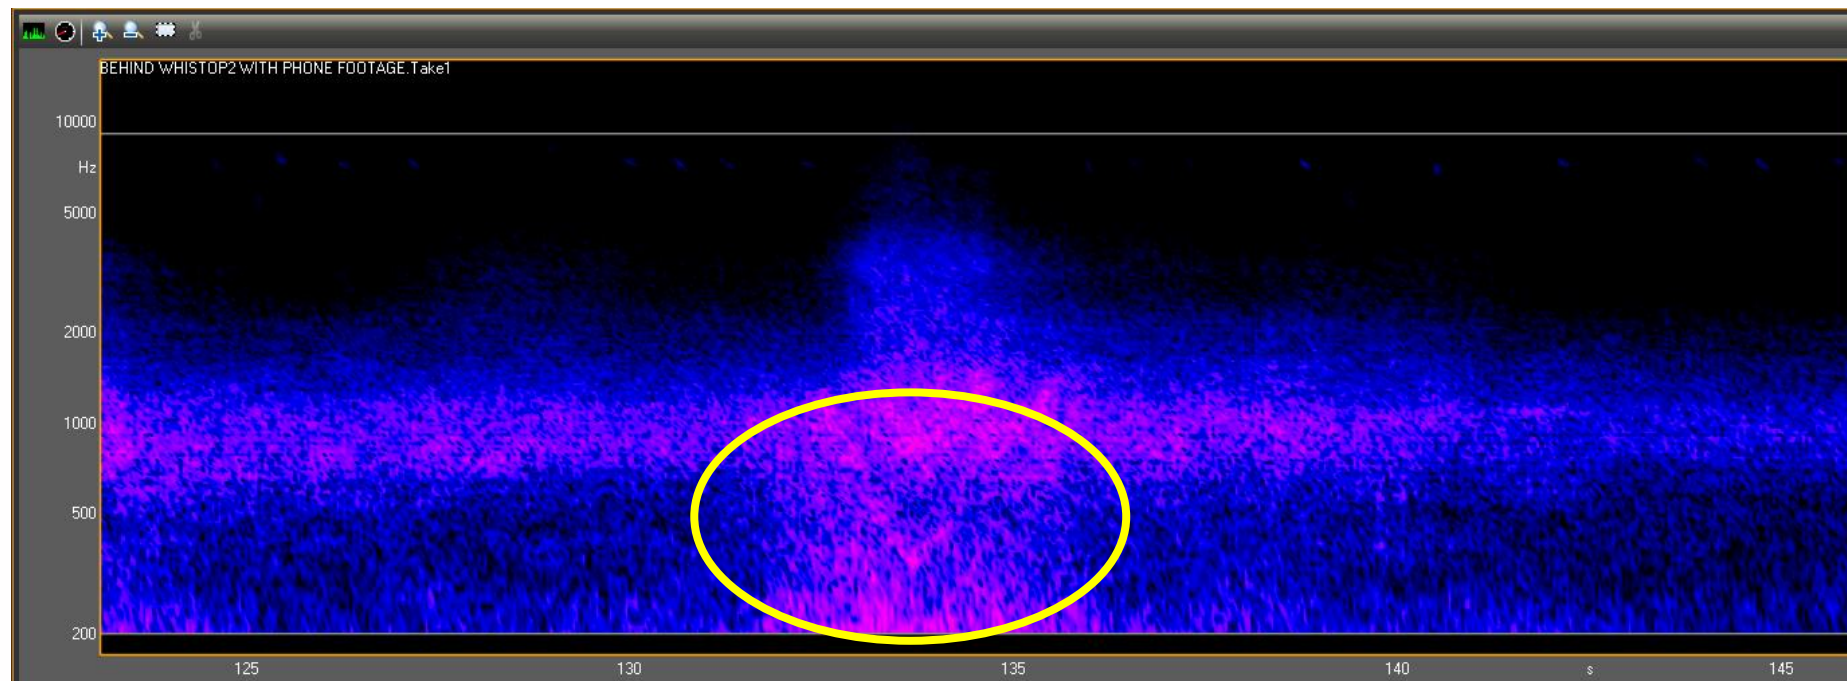 BEHIND WHISTOP2 WITH PHONE FOOTAGE.Take1
10000
Hz
5000
2000
1000
500
200
125 130 135 140 s 145